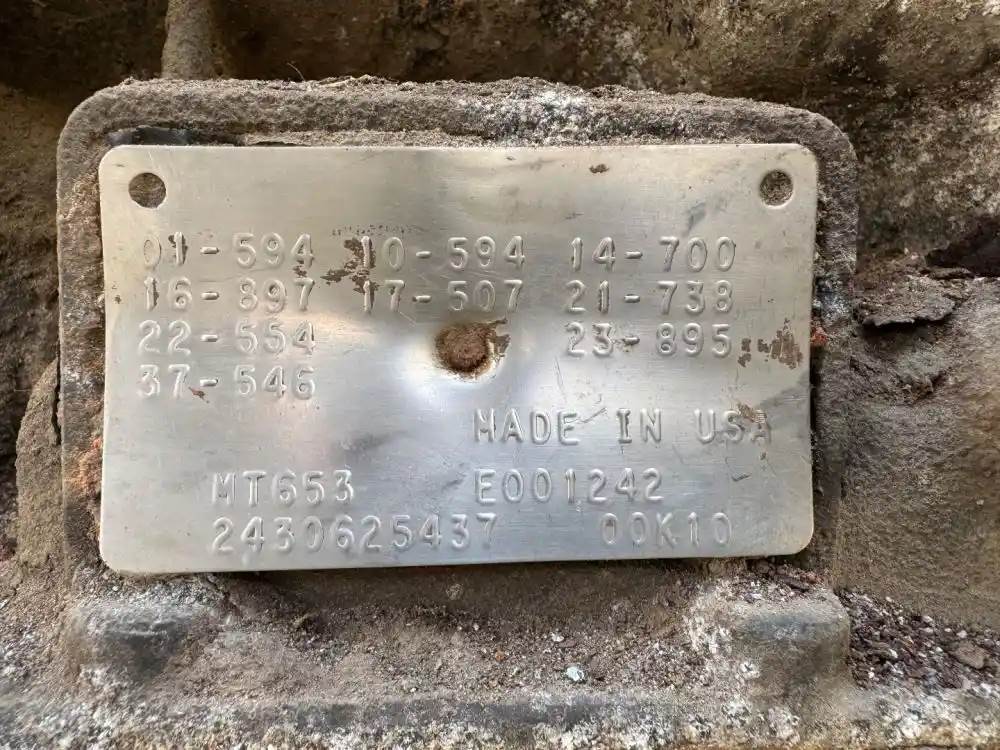 01-594 10-594 14-700
16-897 17-507 21-738
22-554 23-895
37-546
MADE IN USA
MT653 E001242
2430625437 00K10